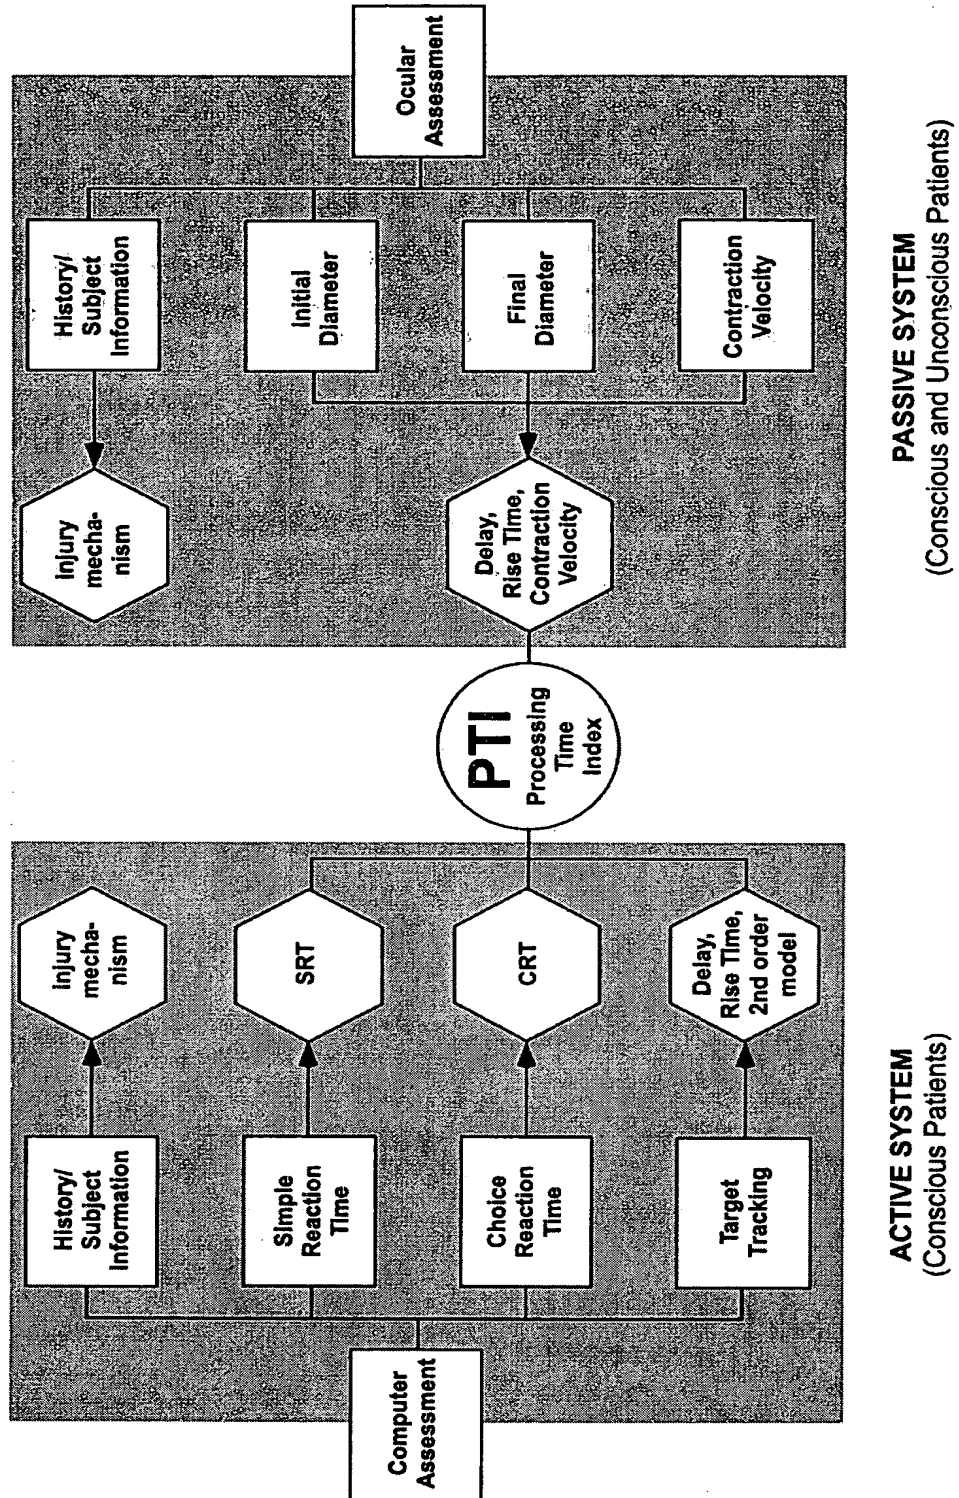 Computer
Assessment
History/
Subject
Information
Simple
Reaction
Time
Choice
Reaction
Time
Target
Tracking
Injury
mecha-
nism
SRT
CRT
Delay,
Rise Time,
2nd order
model
ACTIVE SYSTEM
(Conscious Patients)
PTI
Processing
Time
Index
Injury
mecha-
nism
Delay,
Rise Time,
Contraction
Velocity
History/
Subject
Information
Initial
Diameter
Final
Diameter
Contraction
Velocity
Ocular
Assessment
PASSIVE SYSTEM
(Conscious and Unconscious Patients)